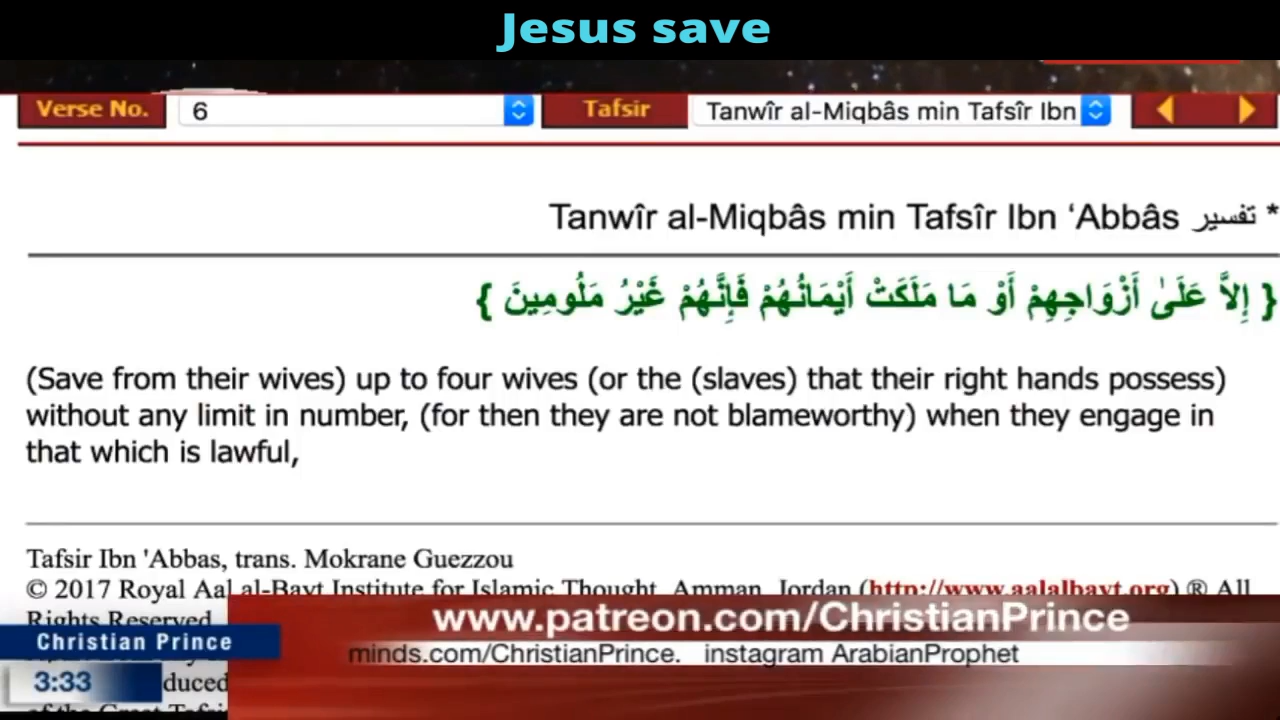 Jesus save
Verse No. 6 Tafsir Tanwîr al-Miqbâs min Tafsîr Ibn
Tanwîr al-Miqbâs min Tafsîr Ibn ‘Abbâs تفسير *
{ إِلاَّ عَلَىٰ أَزْوَاجِهِمْ أَوْ مَا مَلَكَتْ أَيْمَانُهُمْ فَإِنَّهُمْ غَيْرُ مَلُومِينَ }
(Save from their wives) up to four wives (or the (slaves) that their right hands possess)
without any limit in number, (for then they are not blameworthy) when they engage in
that which is lawful,
Tafsir Ibn 'Abbas, trans. Mokrane Guezzou
© 2017 Royal Aal al-Bayt Institute for Islamic Thought, Amman, Jordan (http://www.aalalbayt.org) ® All
Rights Reserved
www.patreon.com/ChristianPrince
Christian Prince
minds.com/ChristianPrince. instagram ArabianProphet
3:33
duced